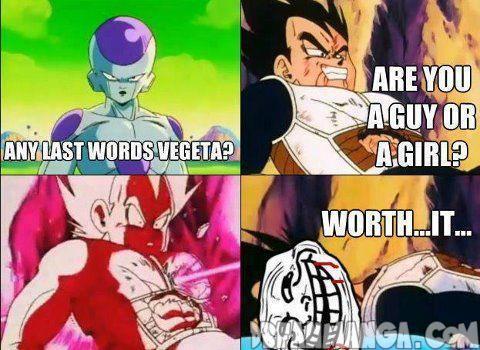 ANY LAST WORDS VEGETA?
ARE YOU
A GUY OR
A GIRL?
WORTH...IT...